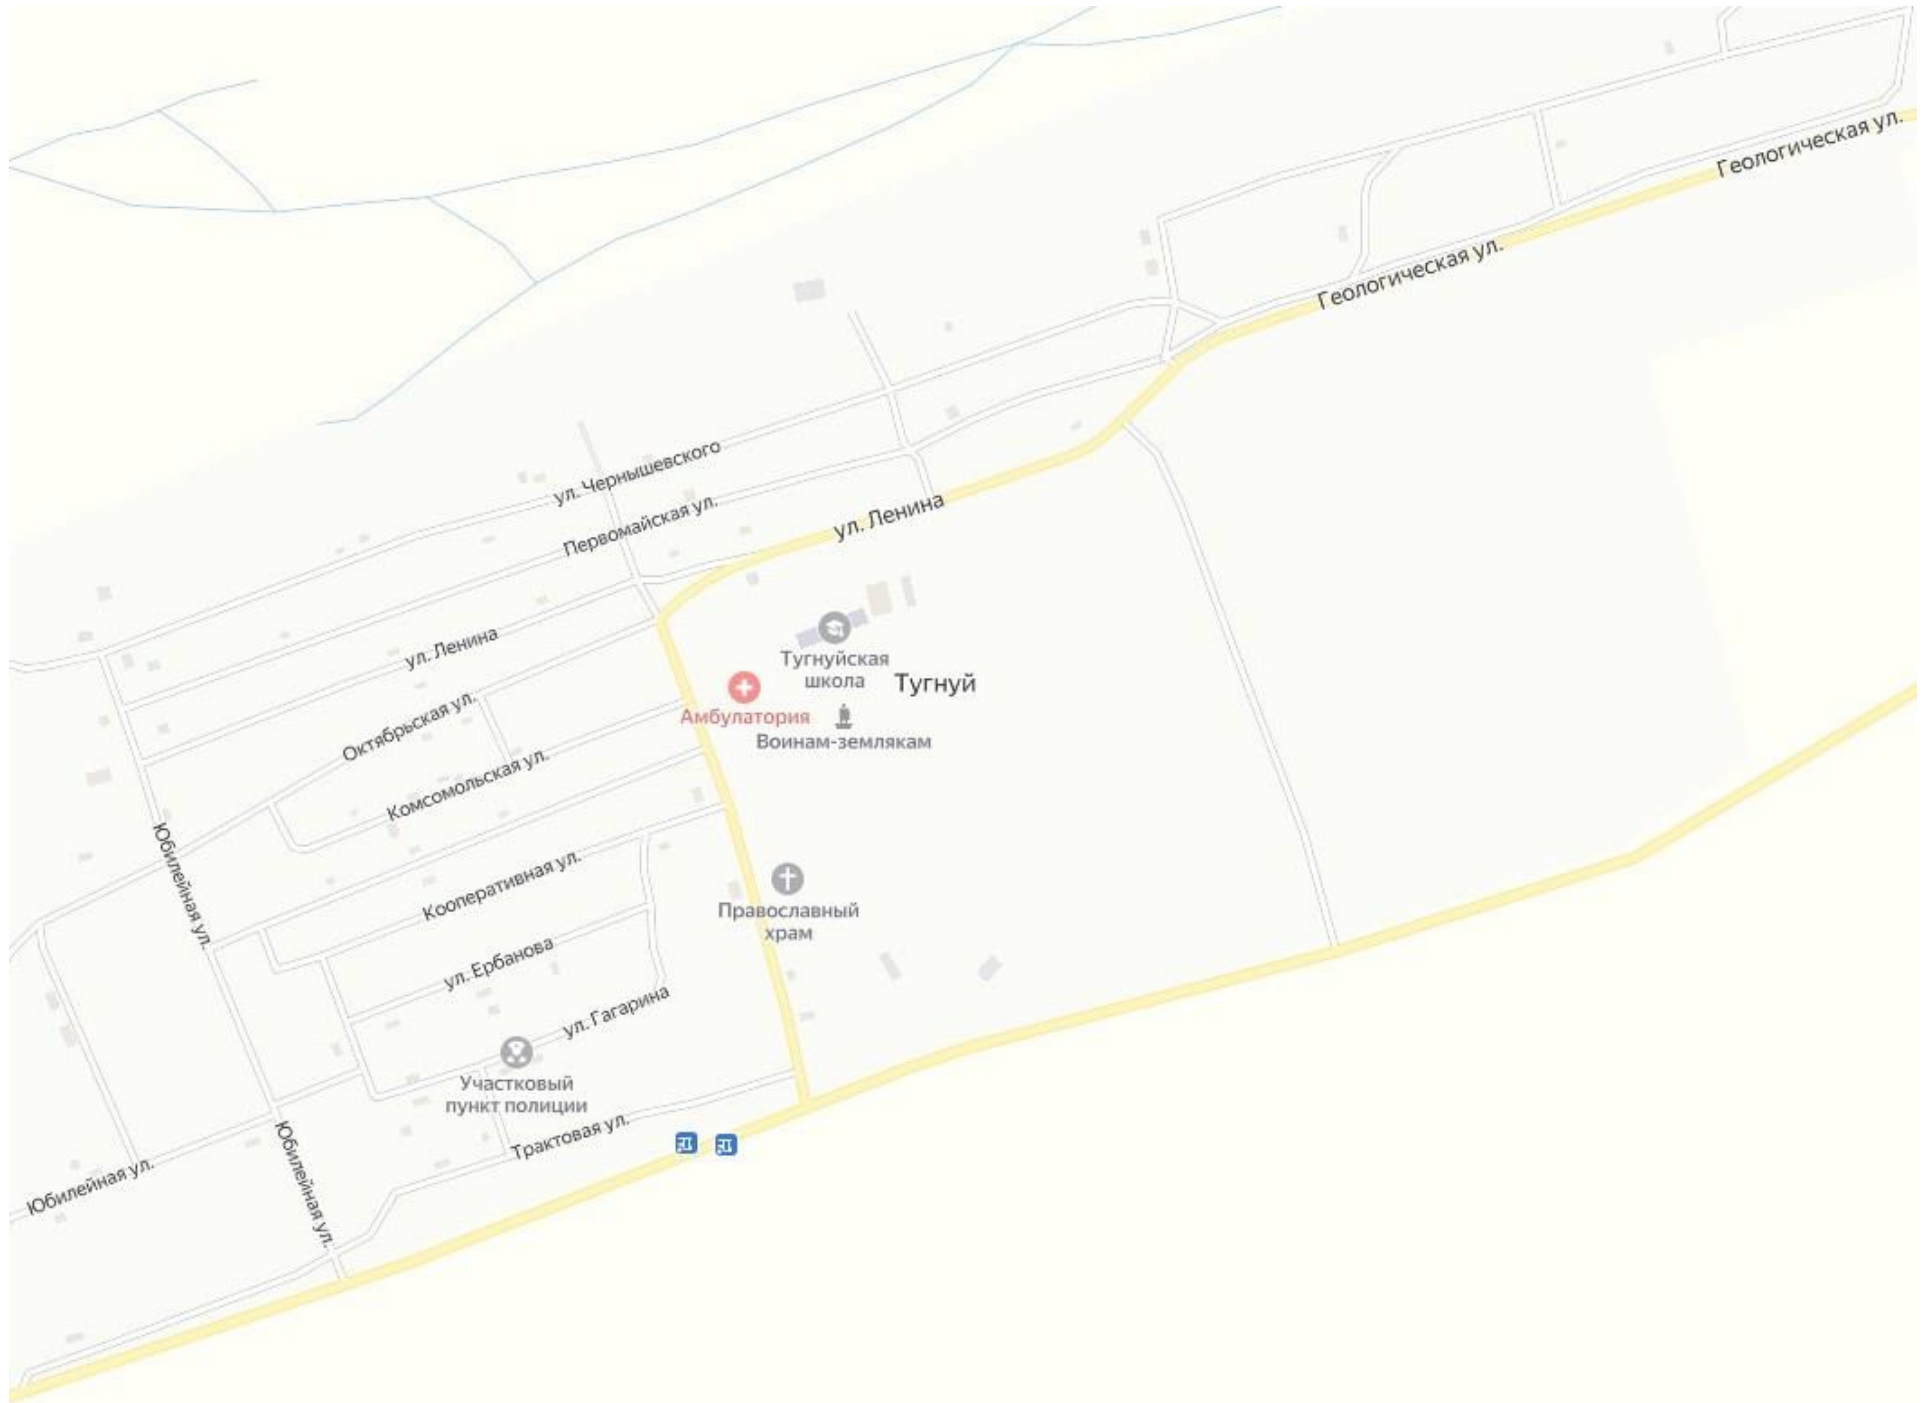 Геологическая ул.
Геологическая ул.
ул. Чернышевского
Первомайская ул.
ул. Ленина
ул. Ленина
Тугнуйская
школа
Тугнуй
Амбулатория
Воинам-землякам
Октябрьская ул.
Комсомольская ул.
Юбилейная ул.
Кооперативная ул.
Православный
храм
ул. Ербанова
ул. Гагарина
Участковый
пункт полиции
Трактовая ул.
Юбилейная ул.
Юбилейная ул.